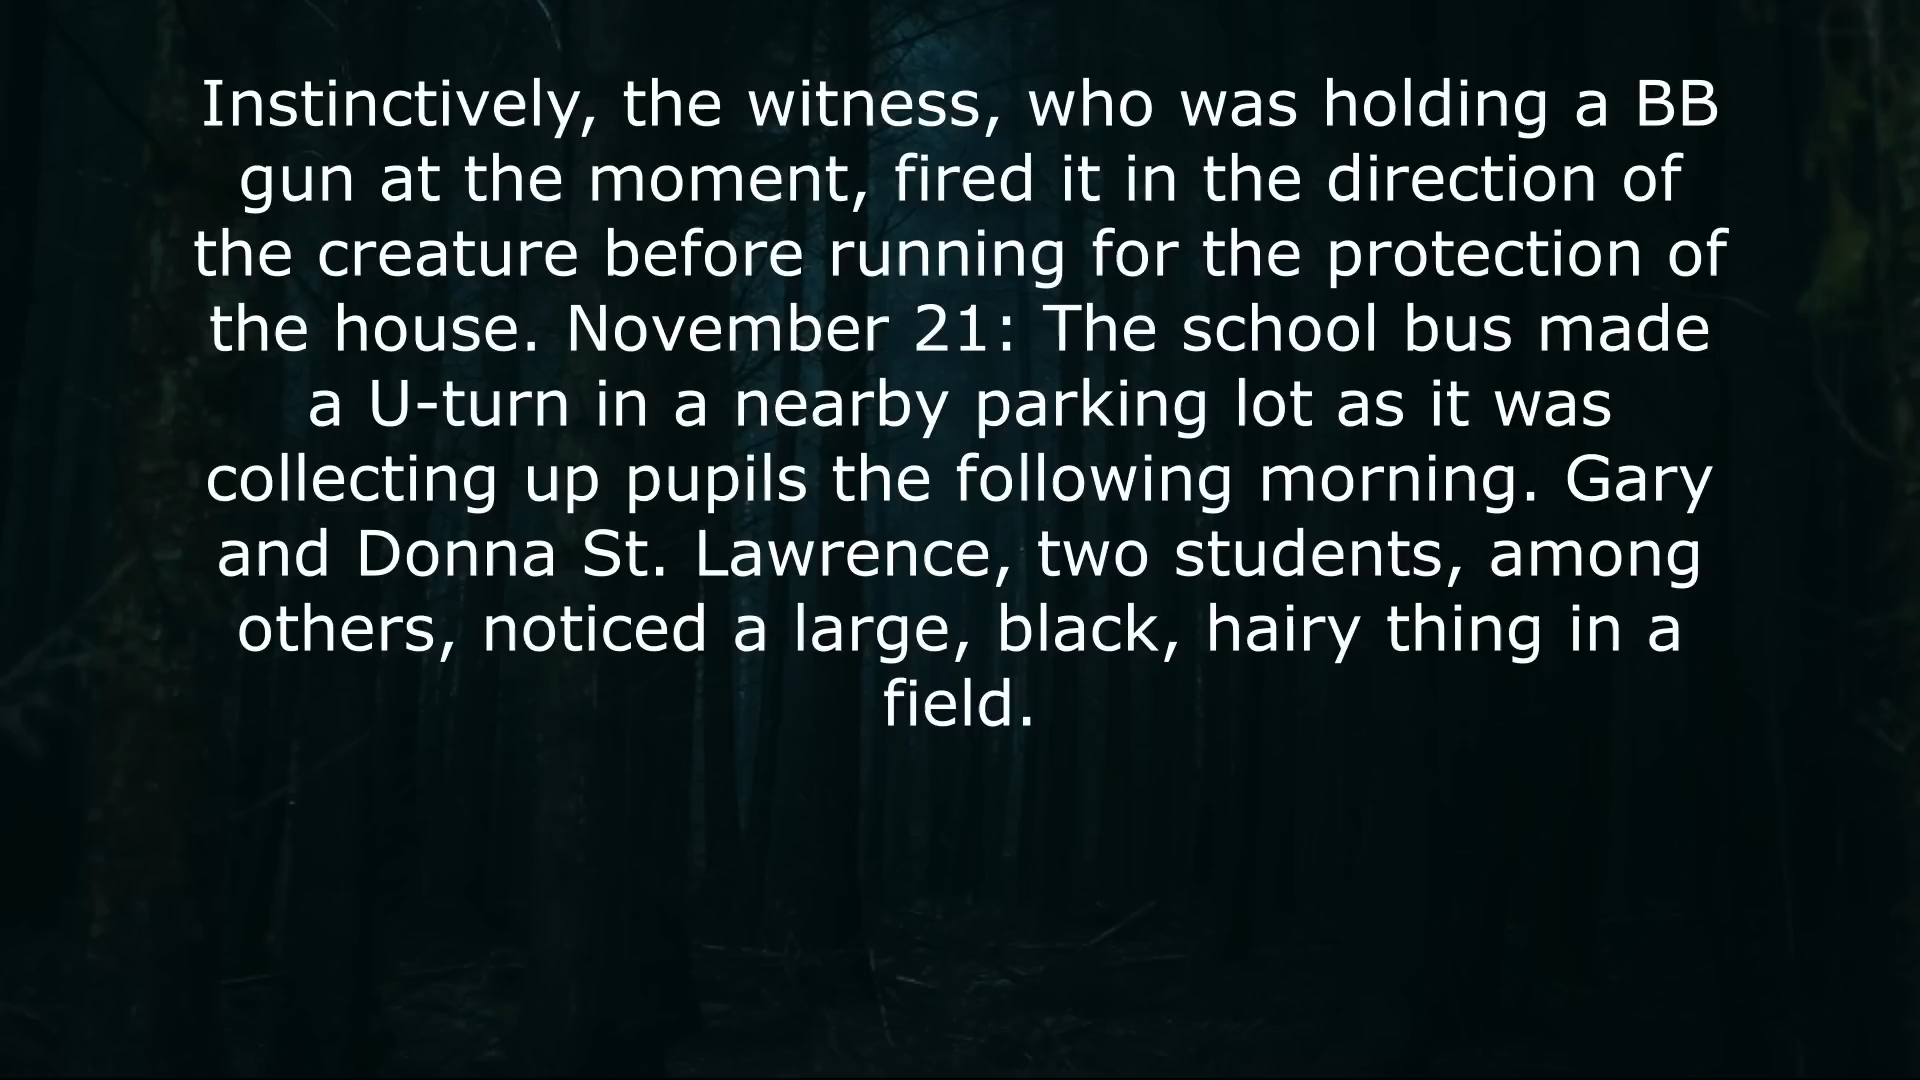 Instinctively, the witness, who was holding a BB
gun at the moment, fired it in the direction of
the creature before running for the protection of
the house. November 21: The school bus made
a U-turn in a nearby parking lot as it was
collecting up pupils the following morning. Gary
and Donna St. Lawrence, two students, among
others, noticed a large, black, hairy thing in a
field.